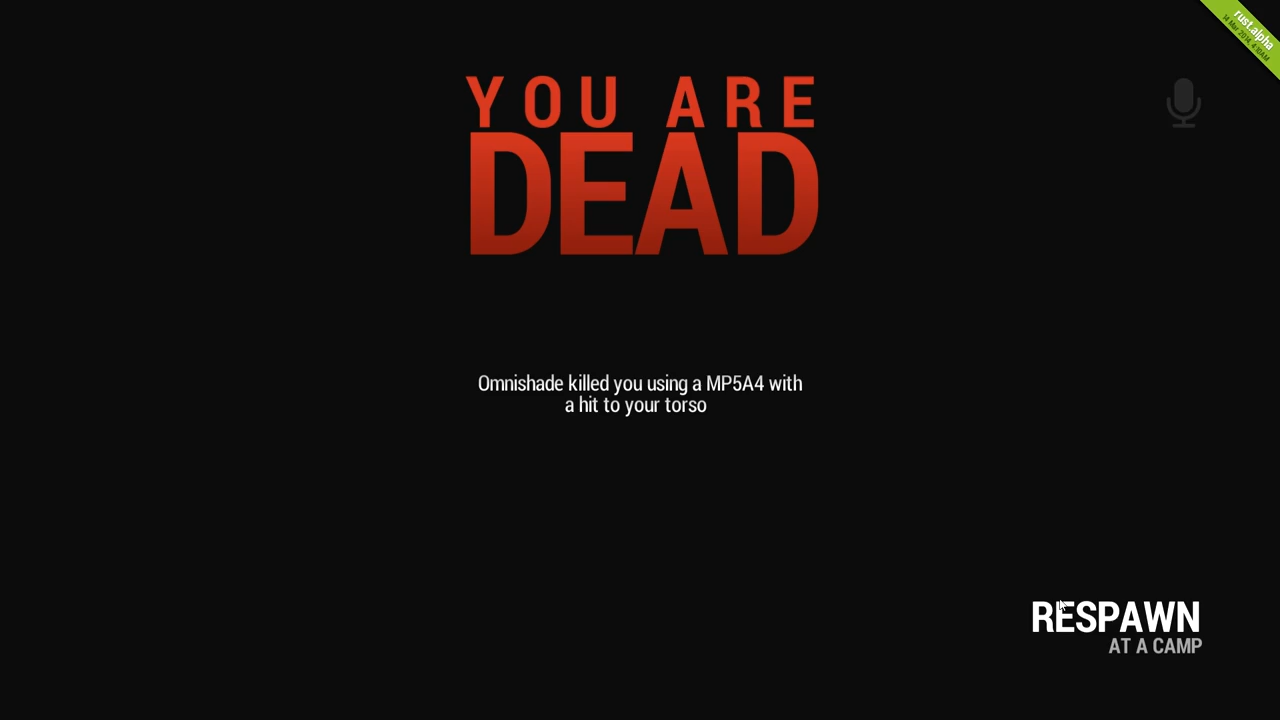 rust.alpha
YOU ARE
DEAD
Omnishade killed you using a MP5A4 with
a hit to your torso
RESPAWN
AT A CAMP